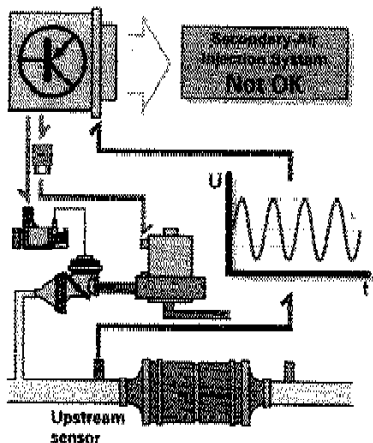 Secondary-Air
Injection System
Not OK
U
t
Upstream
sensor